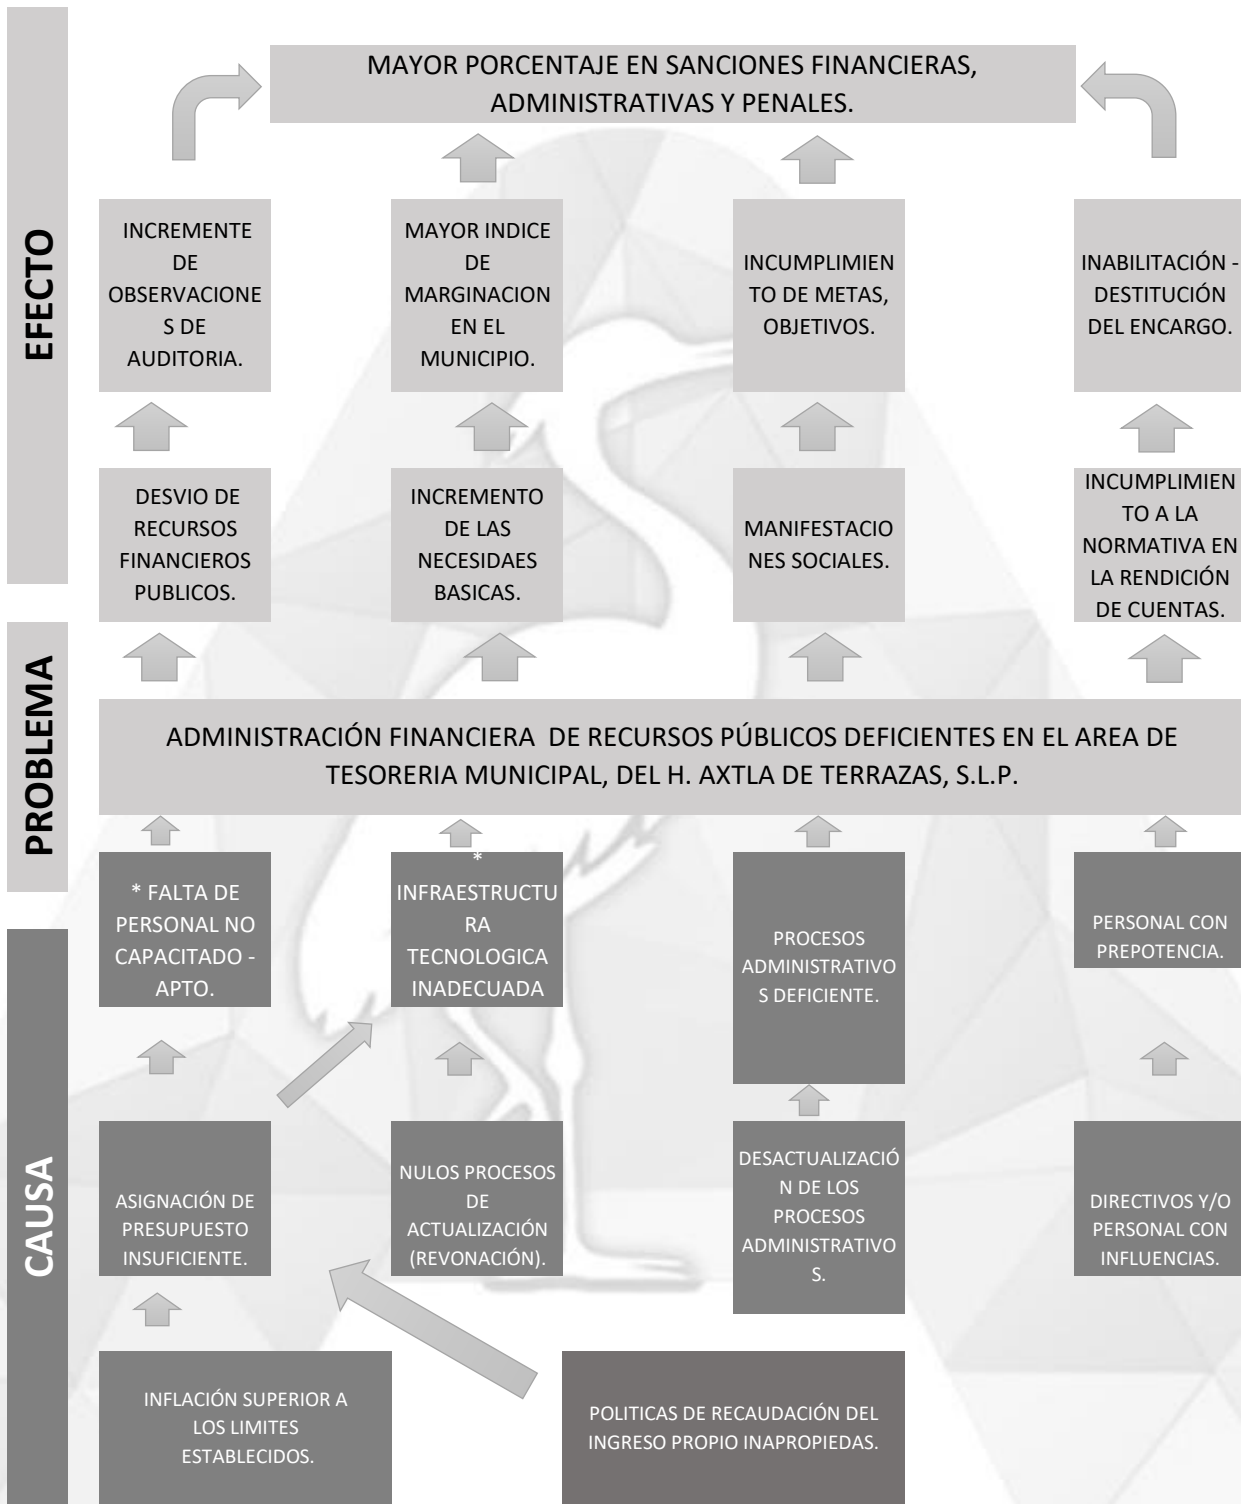 EFECTO
MAYOR PORCENTAJE EN SANCIONES FINANCIERAS,
ADMINISTRATIVAS Y PENALES.
INCREMENTE
DE
OBSERVACIONE
S DE
AUDITORIA.
MAYOR INDICE
DE
MARGINACION
EN EL
MUNICIPIO.
INCUMPLIMIEN
TO DE METAS,
OBJETIVOS.
INABILITACIÓN -
DESTITUCIÓN
DEL ENCARGO.
DESVIO DE
RECURSOS
FINANCIEROS
PUBLICOS.
INCREMENTO
DE LAS
NECESIDAES
BASICAS.
MANIFESTACIO
NES SOCIALES.
INCUMPLIMIEN
TO A LA
NORMATIVA EN
LA RENDICIÓN
DE CUENTAS.
PROBLEMA
ADMINISTRACIÓN FINANCIERA DE RECURSOS PÚBLICOS DEFICIENTES EN EL AREA DE
TESORERIA MUNICIPAL, DEL H. AXTLA DE TERRAZAS, S.L.P.
CAUSA
* FALTA DE
PERSONAL NO
CAPACITADO -
APTO.
*
INFRAESTRUCTU
RA
TECNOLOGICA
INADECUADA
PROCESOS
ADMINISTRATIVO
S DEFICIENTE.
PERSONAL CON
PREPOTENCIA.
ASIGNACIÓN DE
PRESUPUESTO
INSUFICIENTE.
NULOS PROCESOS
DE
ACTUALIZACIÓN
(REVONACIÓN).
DESACTUALIZACIÓ
N DE LOS
PROCESOS
ADMINISTRATIVO
S.
DIRECTIVOS Y/O
PERSONAL CON
INFLUENCIAS.
INFLACIÓN SUPERIOR A
LOS LIMITES
ESTABLECIDOS.
POLITICAS DE RECAUDACIÓN DEL
INGRESO PROPIO INAPROPIEDAS.